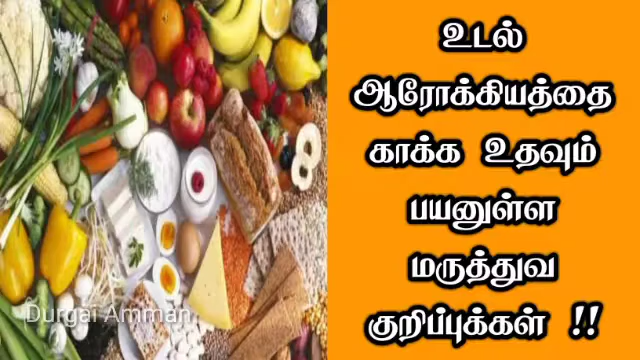 உடல்
ஆரோக்கியத்தை
காக்க உதவும்
பயனுள்ள
மருத்துவ
குறிப்புக்கள் !!
Durgai Amman